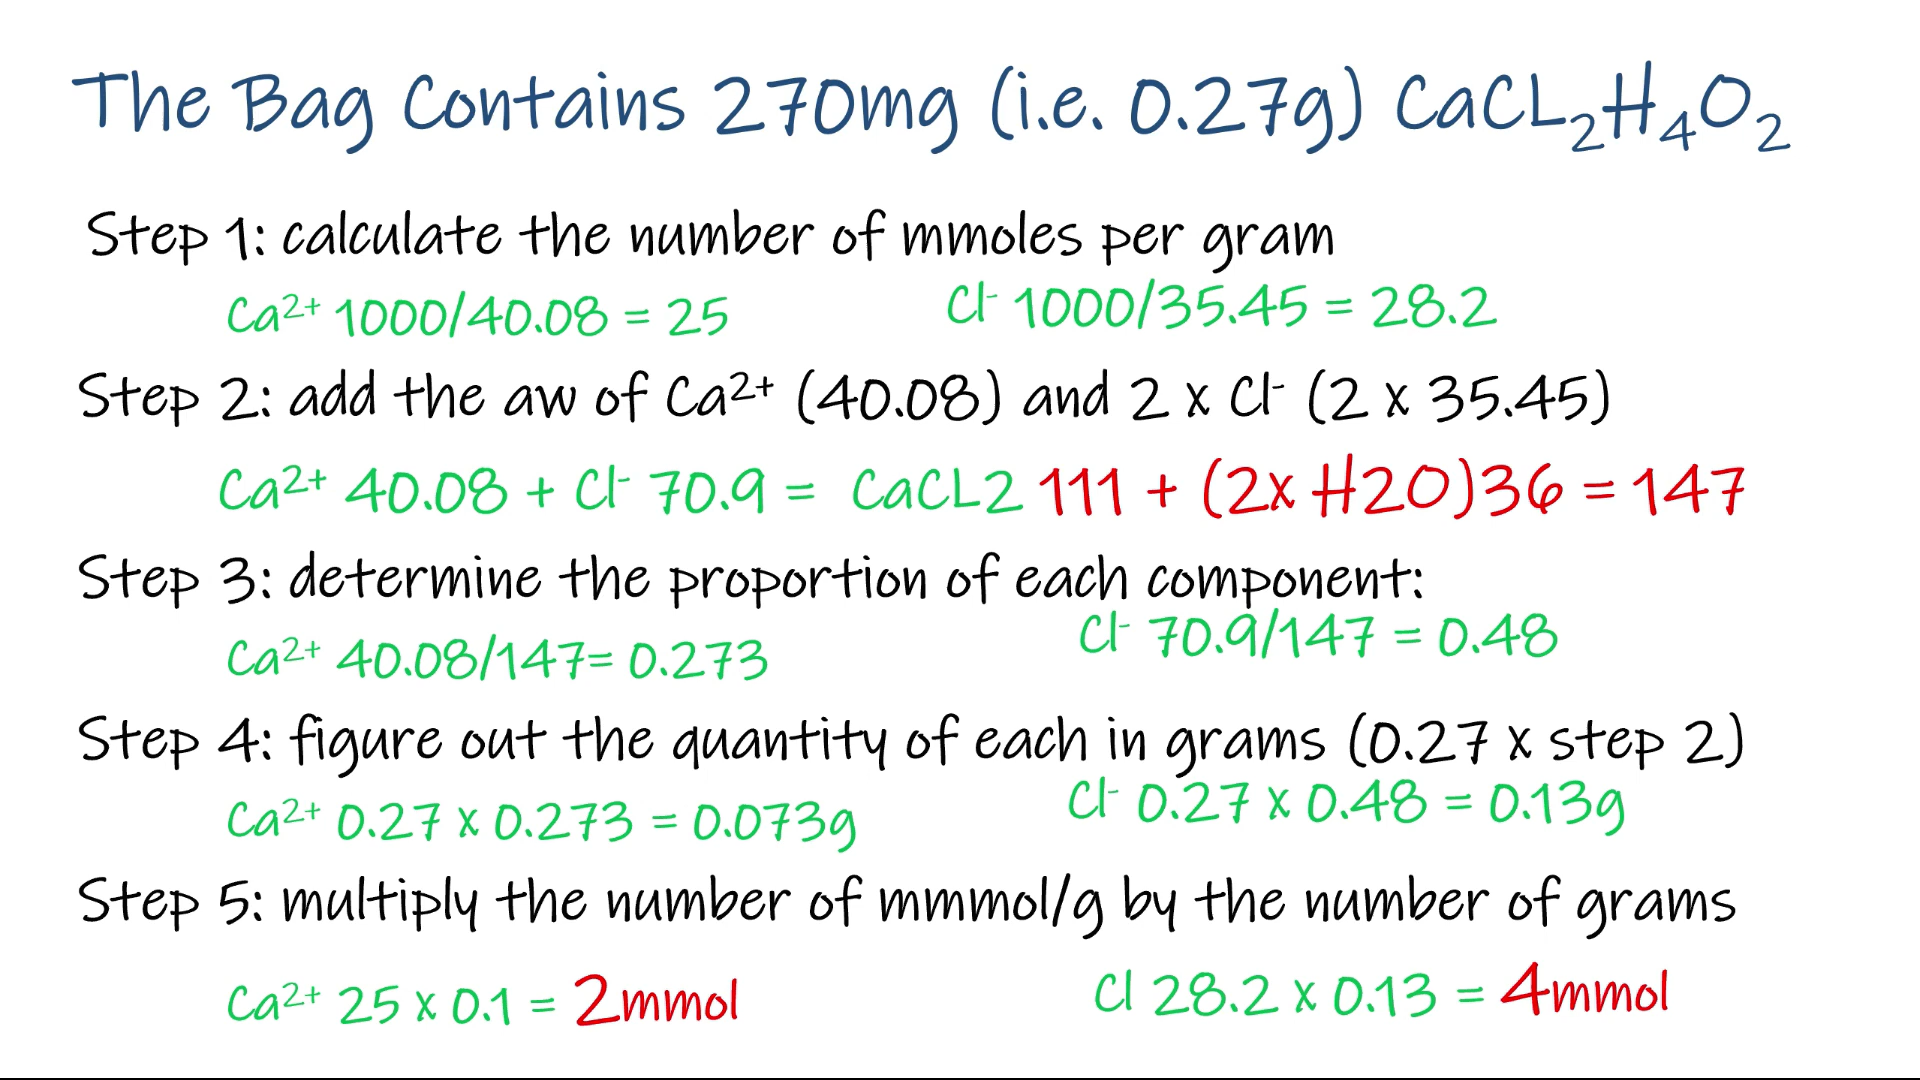 The Bag Contains 270mg (i.e. 0.27g) CaCL₂H₄O₂
Step 1: calculate the number of mmoles per gram
Ca²⁺ 1000/40.08 = 25 Cl⁻ 1000/35.45 = 28.2
Step 2: add the aw of Ca²⁺ (40.08) and 2 x Cl⁻ (2 x 35.45)
Ca²⁺ 40.08 + Cl⁻ 70.9 = CaCL2 111 + (2x H2O)36 = 147
Step 3: determine the proportion of each component:
Ca²⁺ 40.08/147= 0.273 Cl⁻ 70.9/147 = 0.48
Step 4: figure out the quantity of each in grams (0.27 x step 2)
Ca²⁺ 0.27 x 0.273 = 0.073g Cl⁻ 0.27 x 0.48 = 0.13g
Step 5: multiply the number of mmmol/g by the number of grams
Ca²⁺ 25 x 0.1 = 2mmol Cl 28.2 x 0.13 = 4mmol